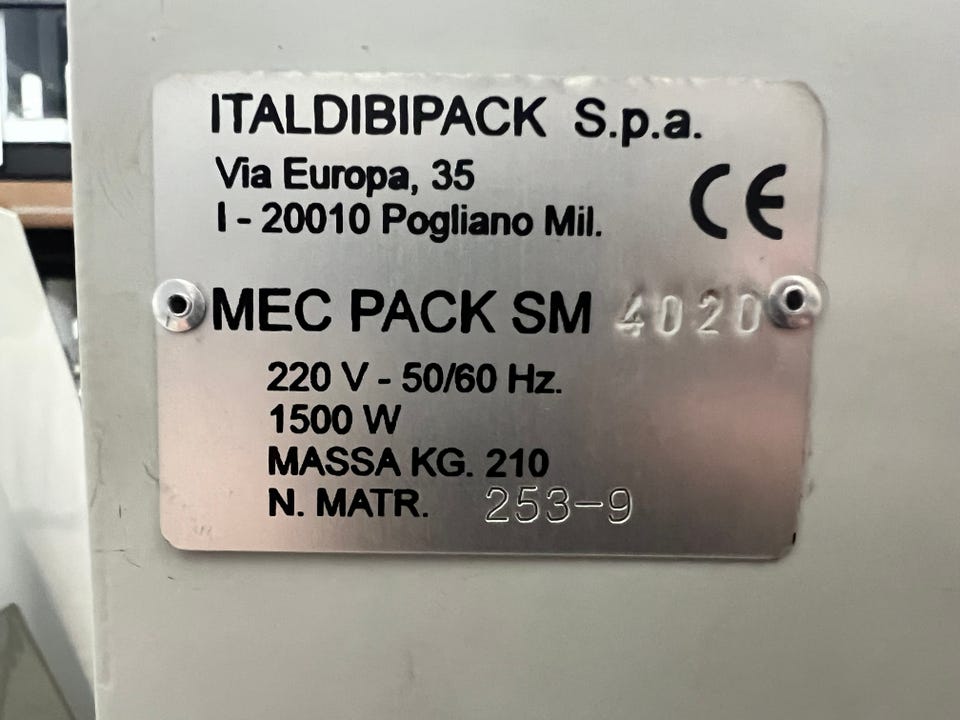 ITALDIBIPACK S.p.a.
Via Europa, 35
I - 20010 Pogliano Mil.
CE
MEC PACK SM 4020
220 V - 50/60 Hz.
1500 W
MASSA KG. 210
N. MATR. 253-9